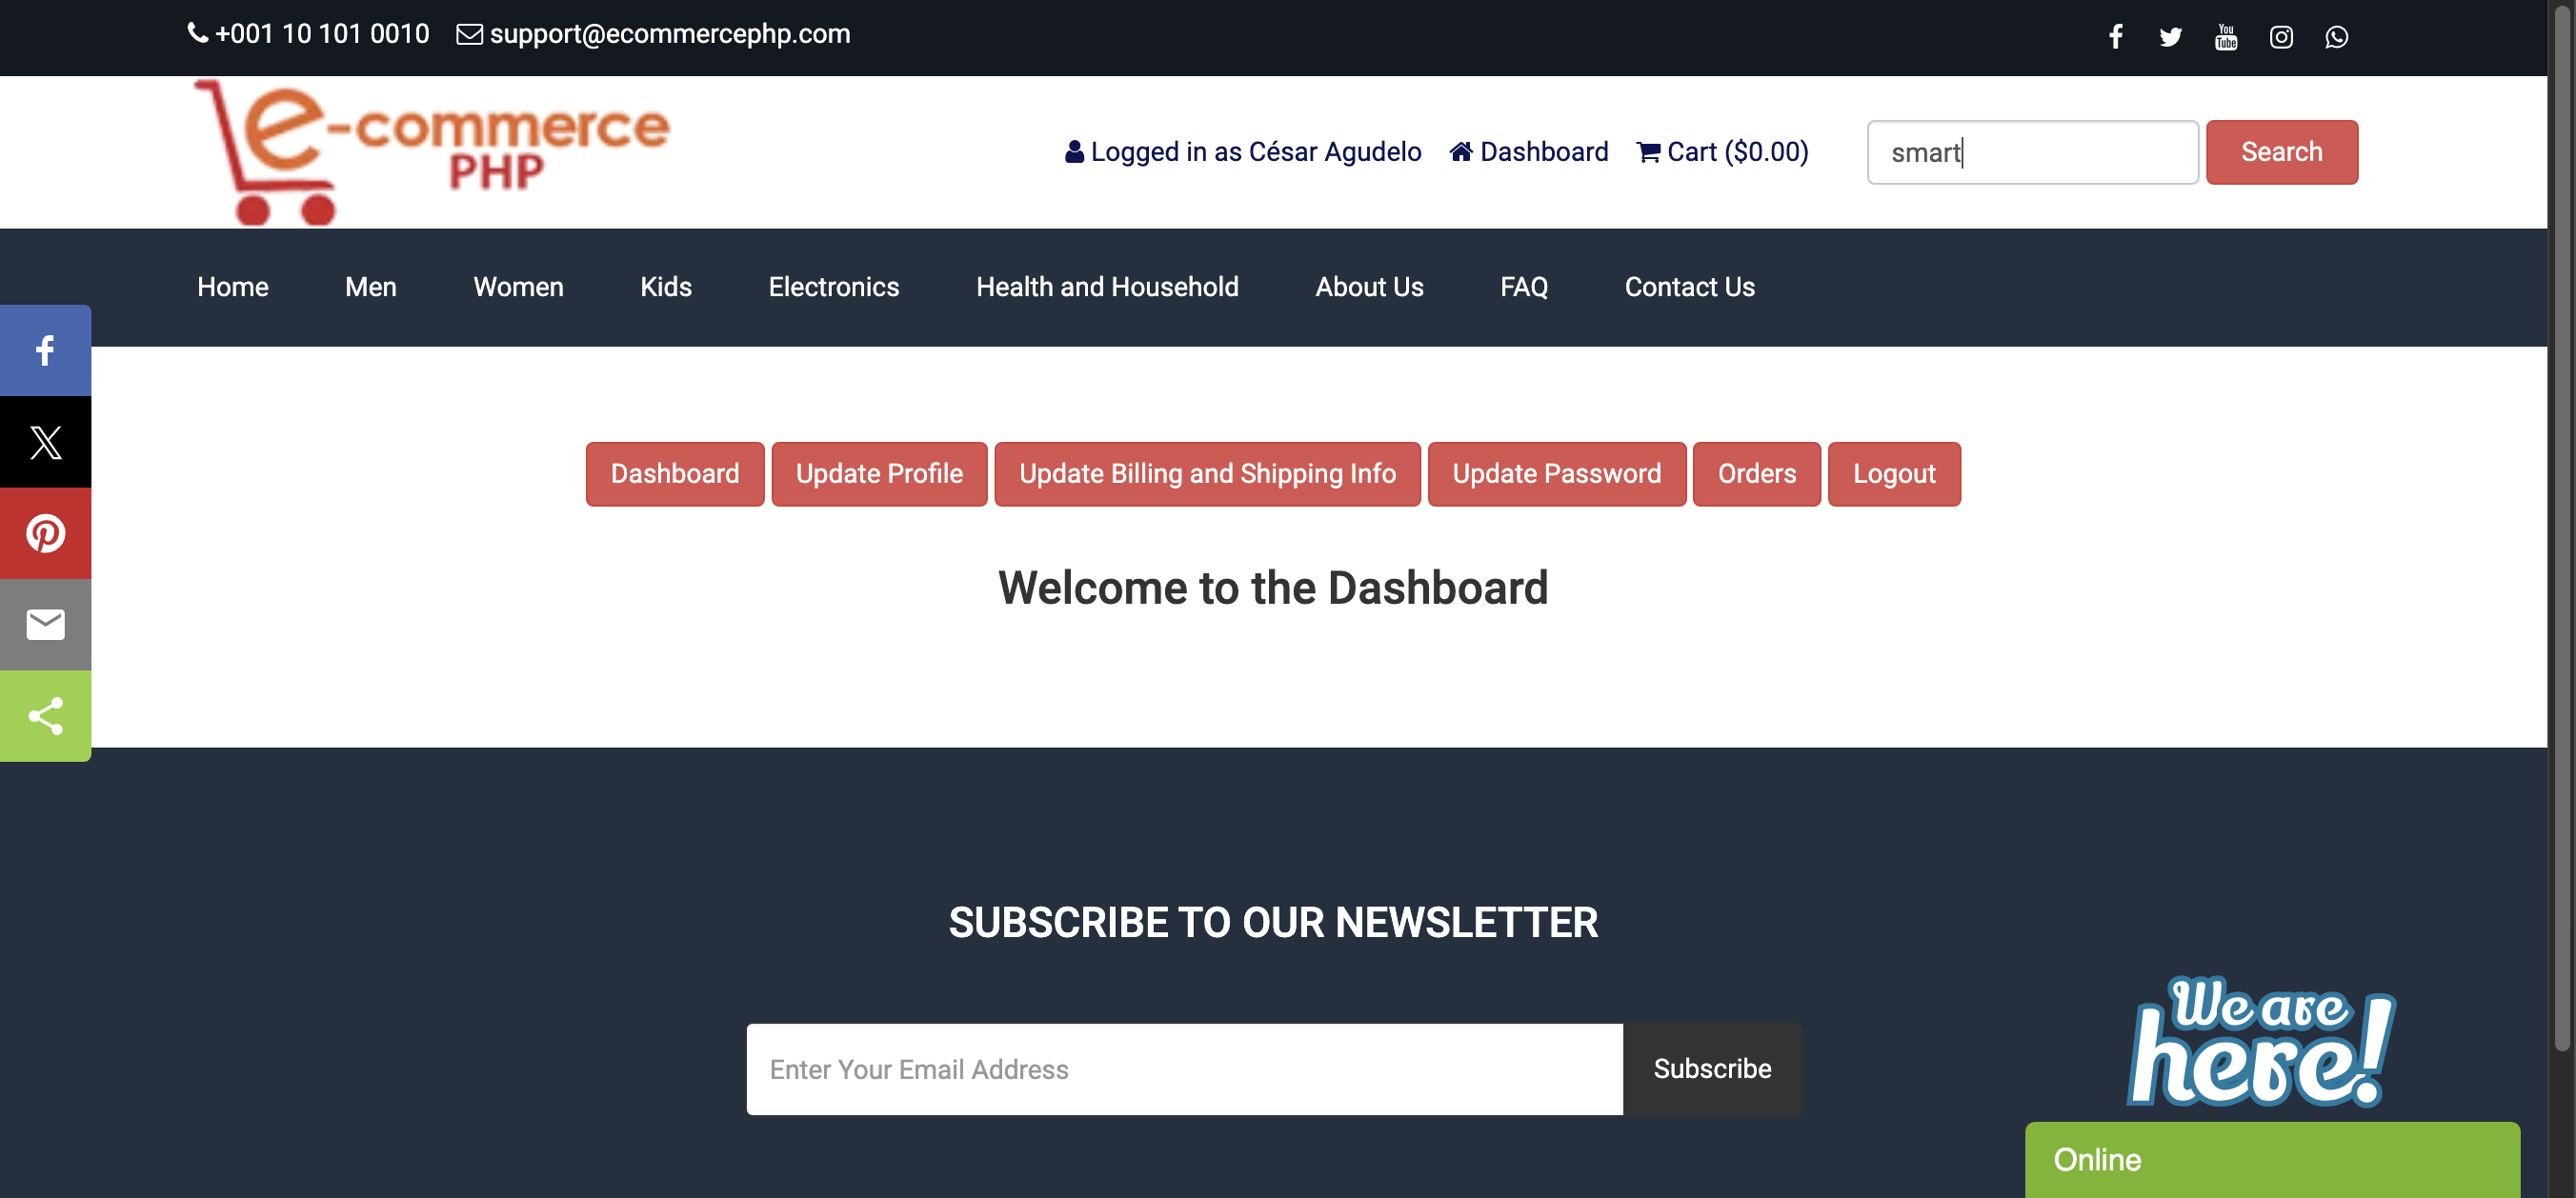 +001 10 101 0010 support@ecommercephp.com
You
Tube
e-commerce
PHP
Logged in as César Agudelo Dashboard Cart ($0.00) smart Search
Home Men Women Kids Electronics Health and Household About Us FAQ Contact Us
Dashboard Update Profile Update Billing and Shipping Info Update Password Orders Logout
Welcome to the Dashboard
SUBSCRIBE TO OUR NEWSLETTER
Enter Your Email Address Subscribe
We are
here!
Online